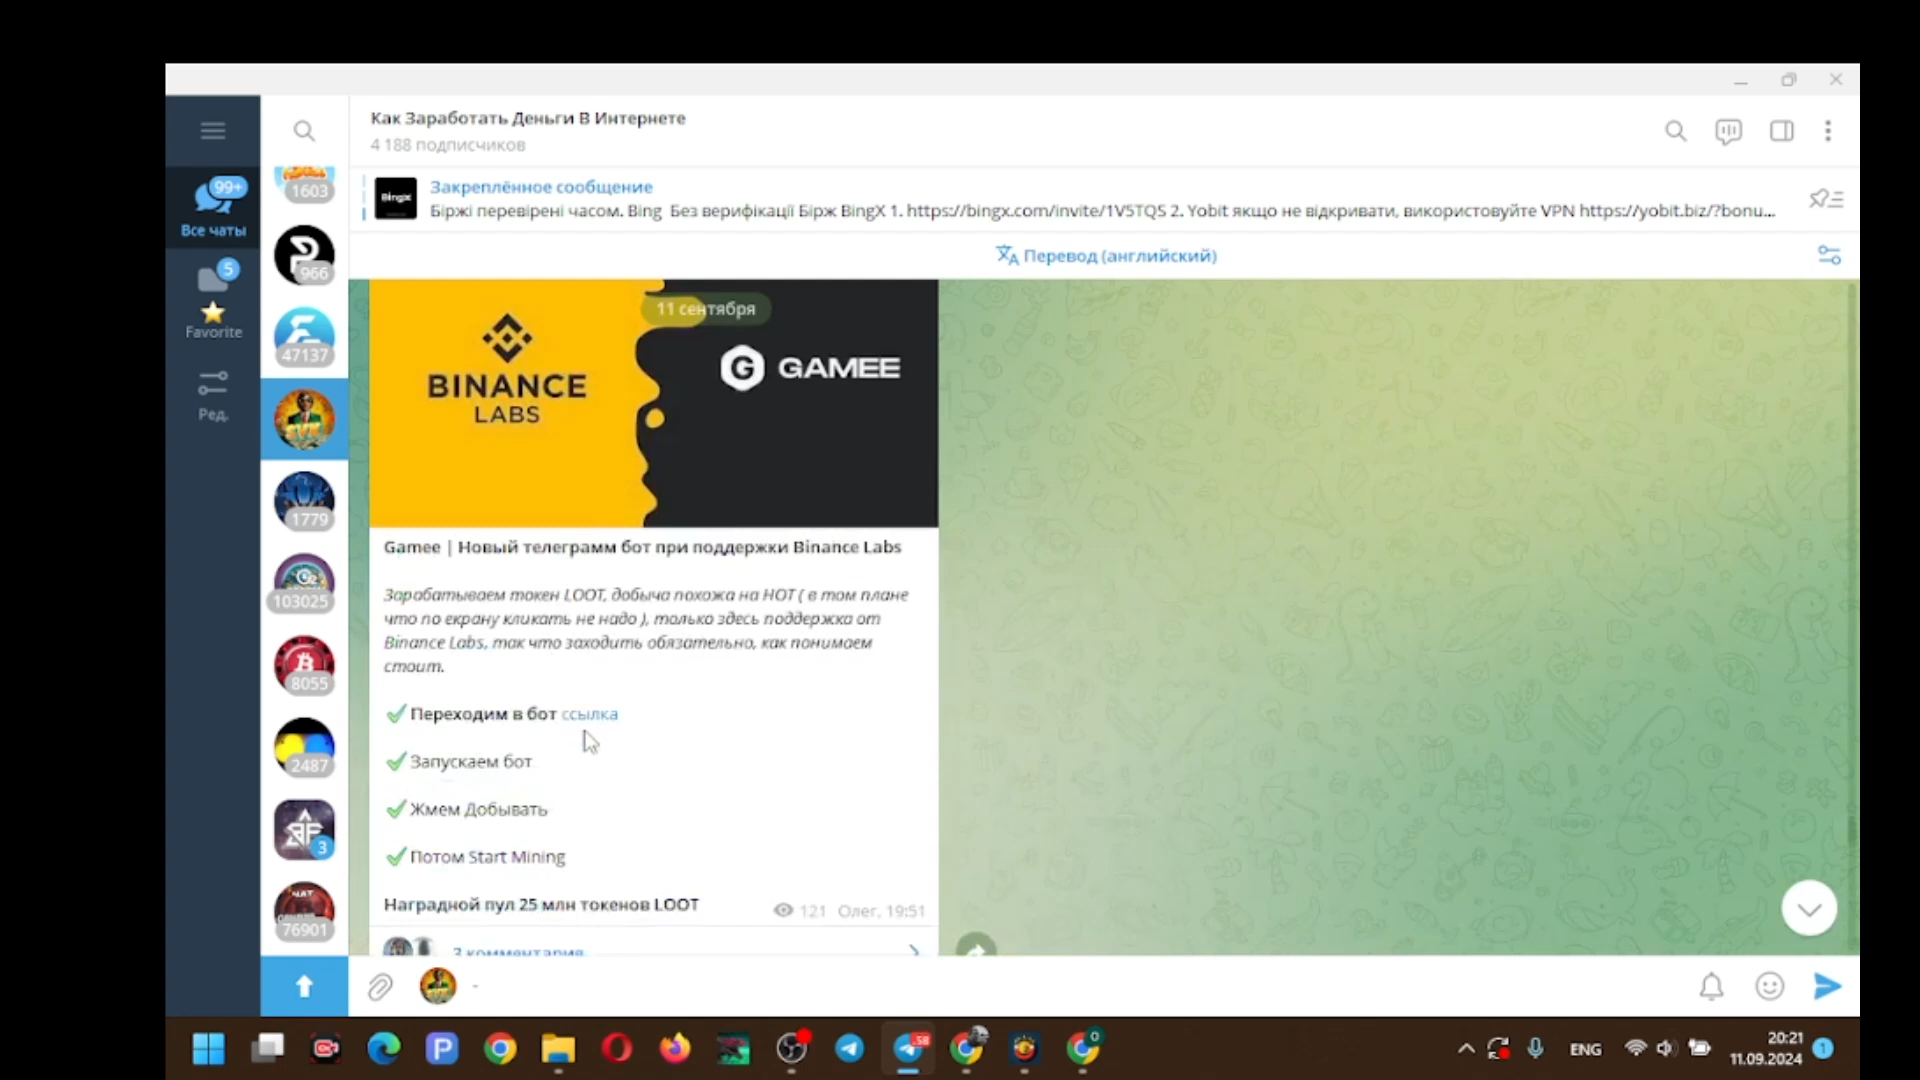 Как Заработать Деньги В Интернете
4 188 подписчиков
Закреплённое сообщение
Біржі перевірені часом. Bing Без верифікації Бірж BingX 1. https://bingx.com/invite/1V5TQS 2. Yobit якщо не відкривати, використовуйте VPN https://yobit.biz/?bonu...
BingX
Перевод (английский)
99+
Все чаты
5
Favorite
Ред.
1603
966
47137
1779
103025
8055
2487
3
ЧАТ
76901
11 сентября
BINANCE
LABS
G GAMEE
Gamee | Новый телеграмм бот при поддержки Binance Labs
Зарабатываем токен LOOT, добыча похожа на HOT ( в том плане
что по екрану кликать не надо ), только здесь поддержка от
Binance Labs, так что заходить обязательно, как понимаем
стоит.
Переходим в бот ссылка
Запускаем бот
Жмем Добывать
Потом Start Mining
Наградной пул 25 млн токенов LOOT
121 Олег, 19:51
3 комментария
-
58
ENG
20:21
11.09.2024
1